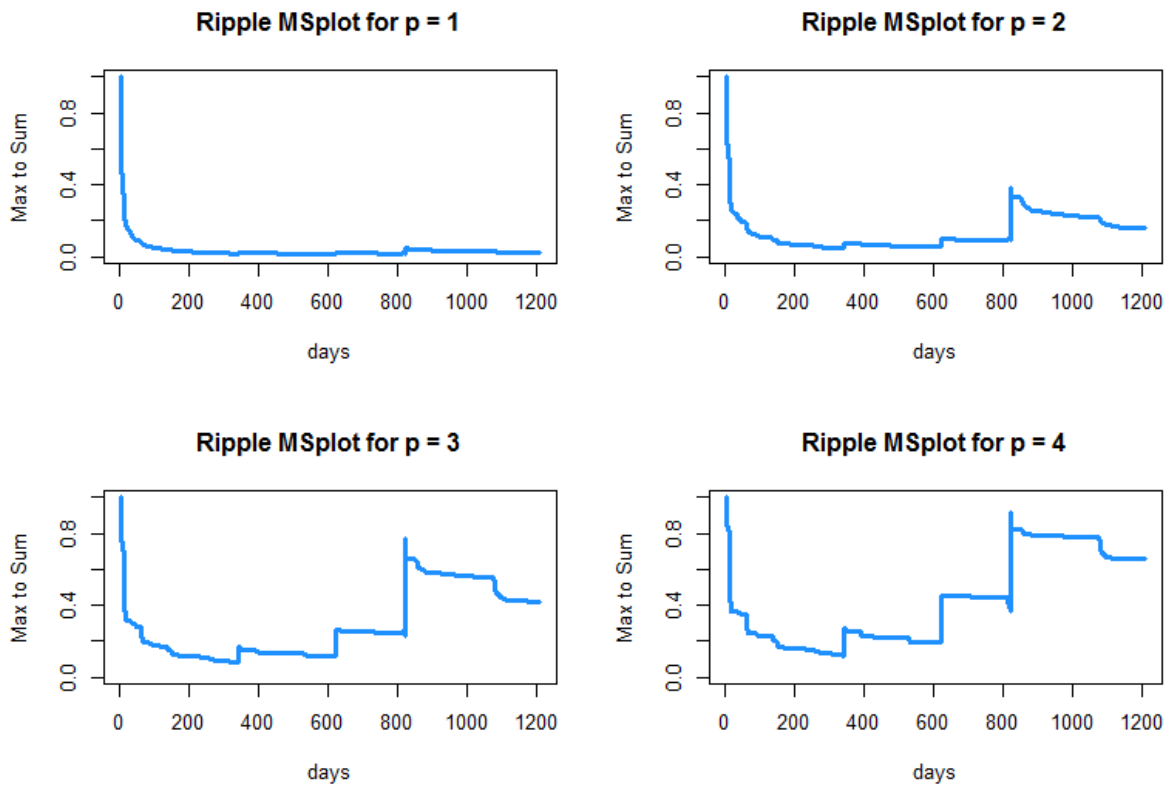 Ripple MSplot for p = 1
Max to Sum
0.0 0.4 0.8
0 200 400 600 800 1000 1200
days
Ripple MSplot for p = 2
Max to Sum
0.0 0.4 0.8
0 200 400 600 800 1000 1200
days
Ripple MSplot for p = 3
Max to Sum
0.0 0.4 0.8
0 200 400 600 800 1000 1200
days
Ripple MSplot for p = 4
Max to Sum
0.0 0.4 0.8
0 200 400 600 800 1000 1200
days